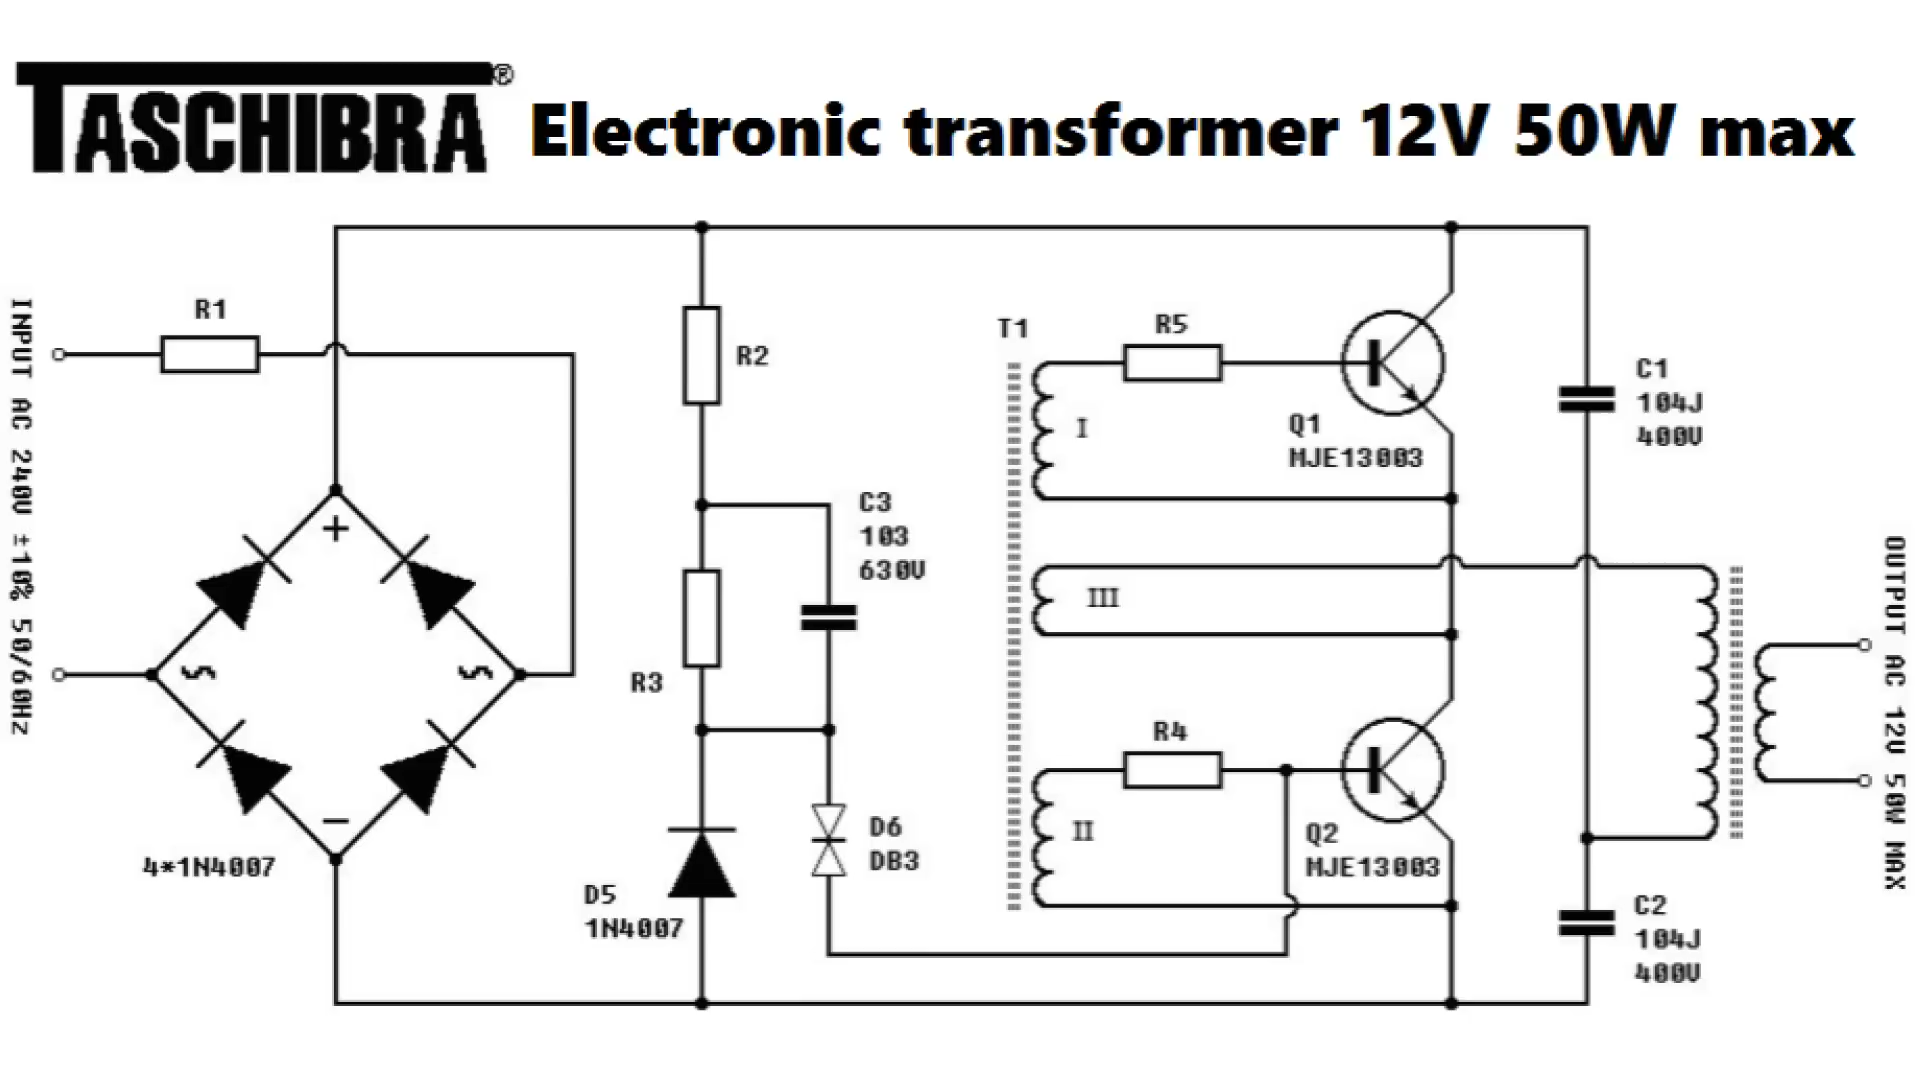 TASCHIBRA®
Electronic transformer 12V 50W max
INPUT AC 240V ±10% 50/60Hz
R1
+
−
4*1N4007
R2
R3
C3
103
630V
D5
1N4007
D6
DB3
T1
I
III
II
R5
Q1
MJE13003
R4
Q2
MJE13003
C1
104J
400V
C2
104J
400V
OUTPUT AC 12V 50W MAX